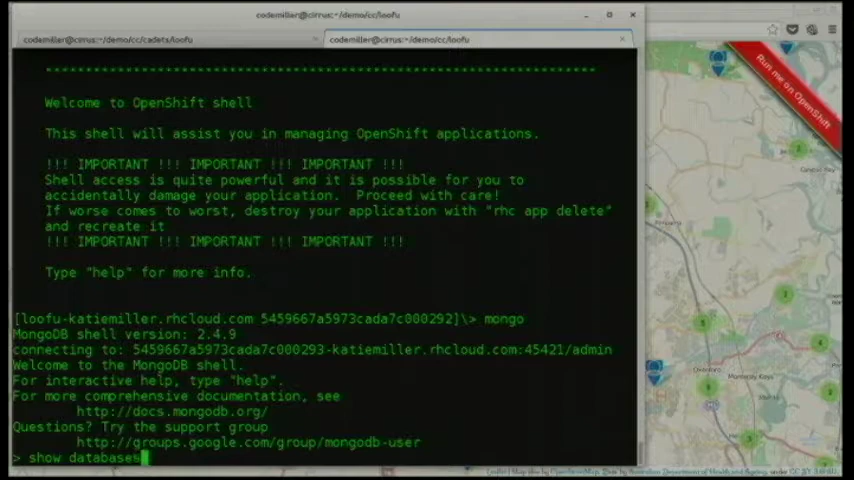 codemiller@cirrus:~/demo/cc/loofu
codemiller@cirrus:~/demo/cc/cadets/loofu
codemiller@cirrus:~/demo/cc/loofu
*********************************************************************
Welcome to OpenShift shell
This shell will assist you in managing OpenShift applications.
!!! IMPORTANT !!! IMPORTANT !!! IMPORTANT !!!
Shell access is quite powerful and it is possible for you to
accidentally damage your application.  Proceed with care!
If worse comes to worst, destroy your application with "rhc app delete"
and recreate it
!!! IMPORTANT !!! IMPORTANT !!! IMPORTANT !!!
Type "help" for more info.
[loofu-katiemiller.rhcloud.com 5459667a5973cada7c000292]\> mongo
MongoDB shell version: 2.4.9
connecting to: 5459667a5973cada7c000293-katiemiller.rhcloud.com:45421/admin
Welcome to the MongoDB shell.
For interactive help, type "help".
For more comprehensive documentation, see
http://docs.mongodb.org/
Questions? Try the support group
http://groups.google.com/group/mongodb-user
> show databases
Run me on OpenShift
Oxenford
Monterey Keys